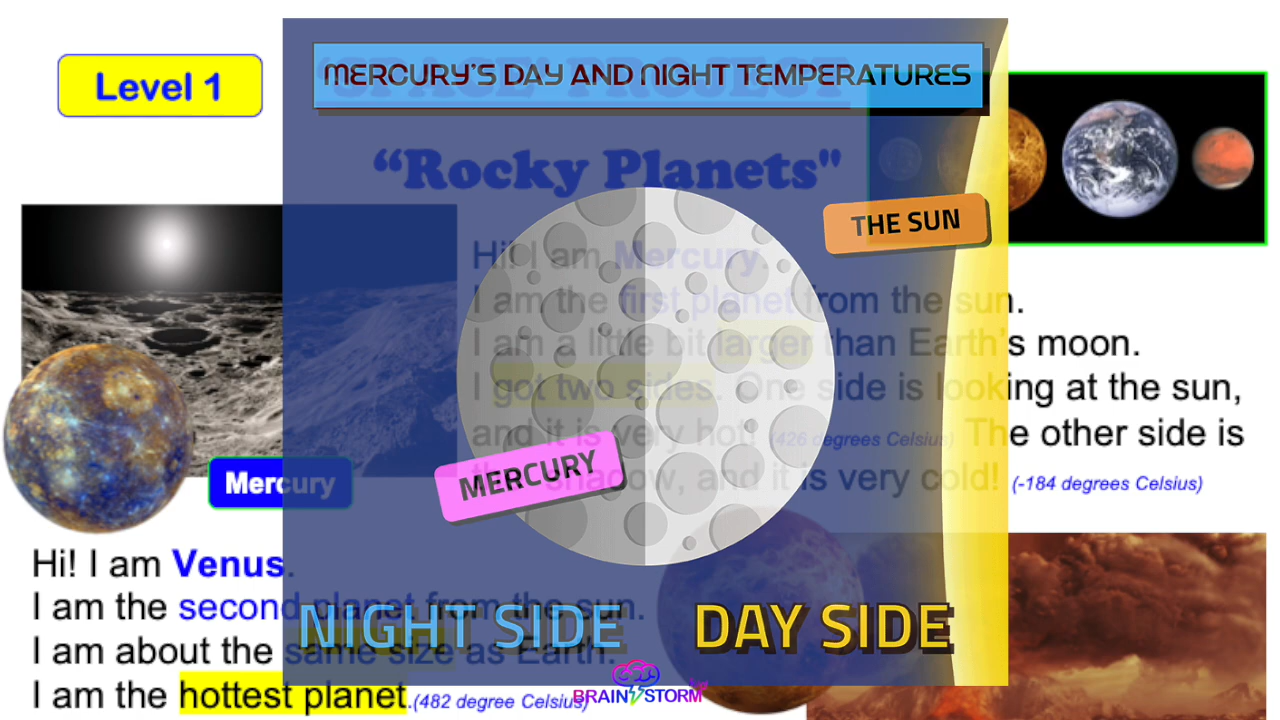 Level 1
MERCURY'S DAY AND NIGHT TEMPERATURES
SPACE PROJECT
“Rocky Planets"
THE SUN
Hi! I am Mercury.
I am the first planet from the sun.
I am a little bit larger than Earth's moon.
I got two sides. One side is looking at the sun,
and it is very hot! (426 degrees Celsius) The other side is
shadow, and it is very cold! (-184 degrees Celsius)
MERCURY
Mercury
Hi! I am Venus.
I am the second planet from the sun.
I am about the same size as Earth.
I am the hottest planet.(482 degree Celsius)
NIGHT SIDE
DAY SIDE
BRAINSTORM